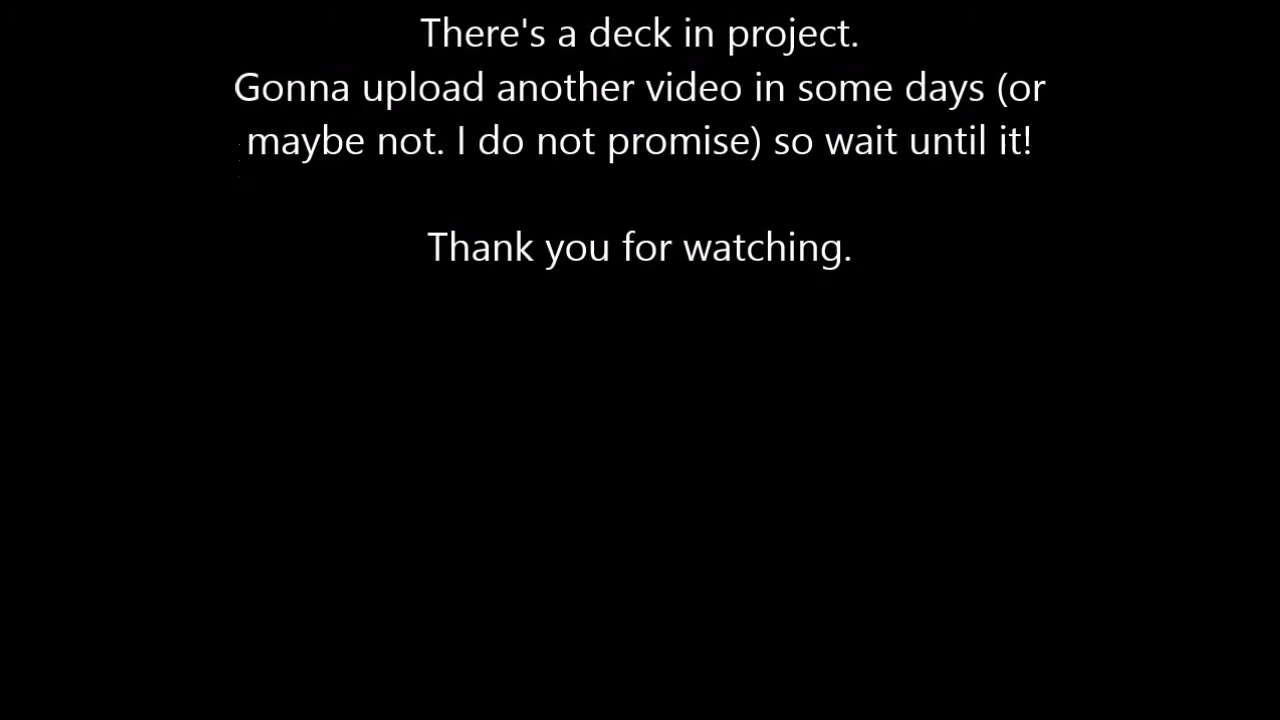 There's a deck in project.
Gonna upload another video in some days (or
maybe not. I do not promise) so wait until it!
Thank you for watching.